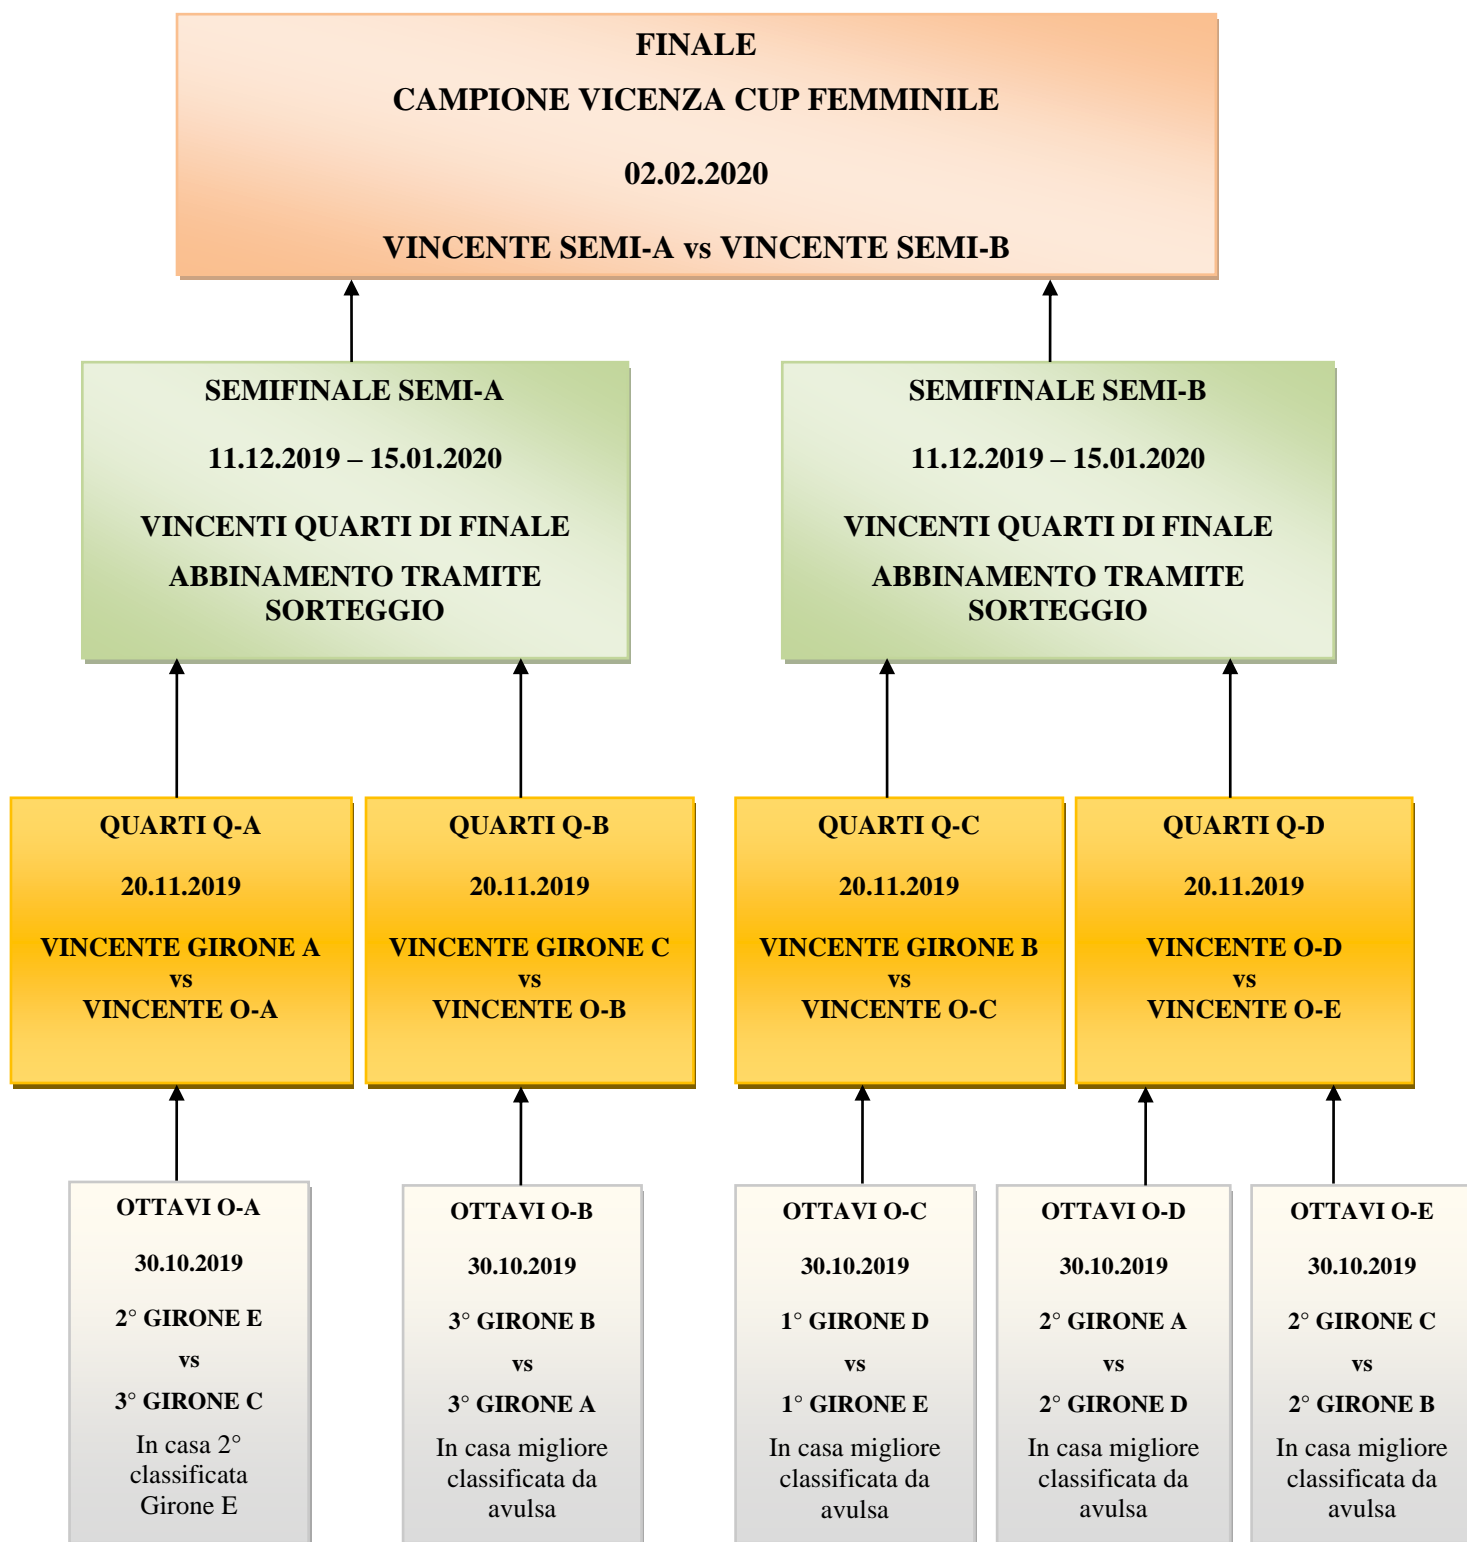 FINALE
CAMPIONE VICENZA CUP FEMMINILE
02.02.2020
VINCENTE SEMI-A vs VINCENTE SEMI-B
SEMIFINALE SEMI-A
11.12.2019 – 15.01.2020
VINCENTI QUARTI DI FINALE
ABBINAMENTO TRAMITE
SORTEGGIO
SEMIFINALE SEMI-B
11.12.2019 – 15.01.2020
VINCENTI QUARTI DI FINALE
ABBINAMENTO TRAMITE
SORTEGGIO
QUARTI Q-A
20.11.2019
VINCENTE GIRONE A
vs
VINCENTE O-A
QUARTI Q-B
20.11.2019
VINCENTE GIRONE C
vs
VINCENTE O-B
QUARTI Q-C
20.11.2019
VINCENTE GIRONE B
vs
VINCENTE O-C
QUARTI Q-D
20.11.2019
VINCENTE O-D
vs
VINCENTE O-E
OTTAVI O-A
30.10.2019
2° GIRONE E
vs
3° GIRONE C
In casa 2°
classificata
Girone E
OTTAVI O-B
30.10.2019
3° GIRONE B
vs
3° GIRONE A
In casa migliore
classificata da
avulsa
OTTAVI O-C
30.10.2019
1° GIRONE D
vs
1° GIRONE E
In casa migliore
classificata da
avulsa
OTTAVI O-D
30.10.2019
2° GIRONE A
vs
2° GIRONE D
In casa migliore
classificata da
avulsa
OTTAVI O-E
30.10.2019
2° GIRONE C
vs
2° GIRONE B
In casa migliore
classificata da
avulsa